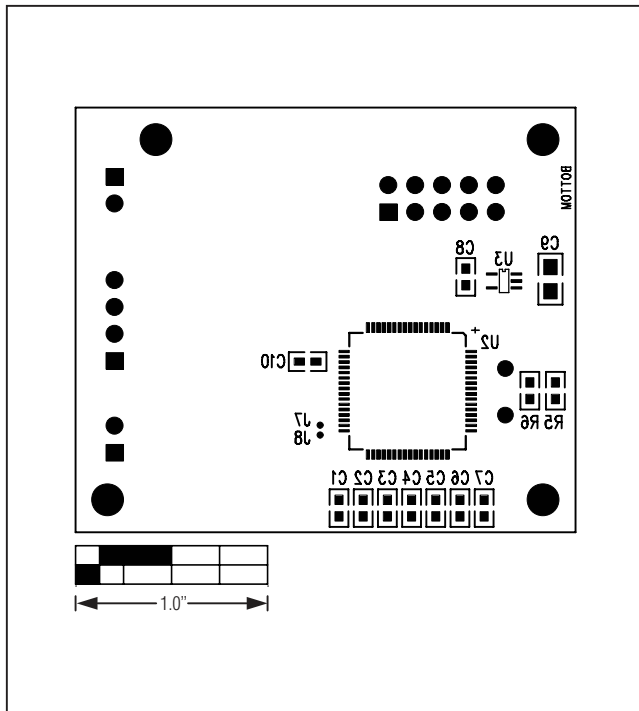 BOTTOM
C8
U3
C9
U2
+
C10
J7
J8
R6
R5
C1 C2 C3 C4 C5 C6 C7
1.0”